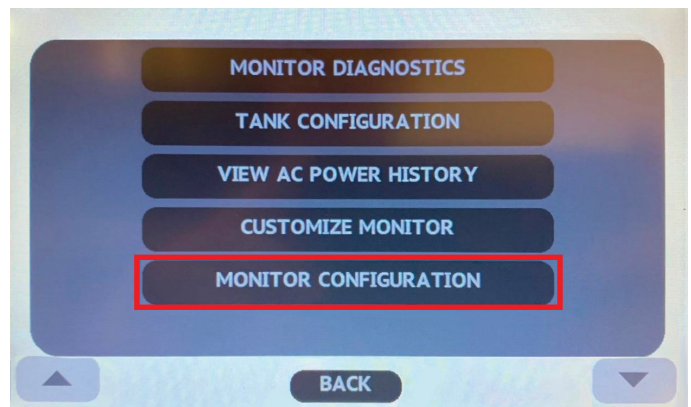 MONITOR DIAGNOSTICS
TANK CONFIGURATION
VIEW AC POWER HISTORY
CUSTOMIZE MONITOR
MONITOR CONFIGURATION
BACK